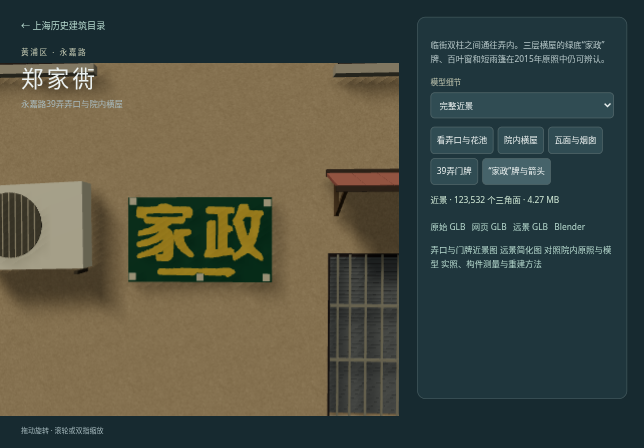 ← 上海历史建筑目录
黄浦区 · 永嘉路
郑家衖
永嘉路39弄弄口与院内横屋
家政
拖动旋转 · 滚轮或双指缩放
临街双柱之间通往弄内。三层横屋的绿底“家政”
牌、百叶窗和短雨篷在2015年原照中仍可辨认。
模型细节
完整近景
看弄口与花池
院内横屋
瓦面与烟囱
39弄门牌
“家政”牌与箭头
近景 · 123,532 个三角面 · 4.27 MB
原始 GLB 网页 GLB 远景 GLB Blender
弄口与门牌近景图 远景简化图 对照院内原照与模
型 实照、构件测量与重建方法